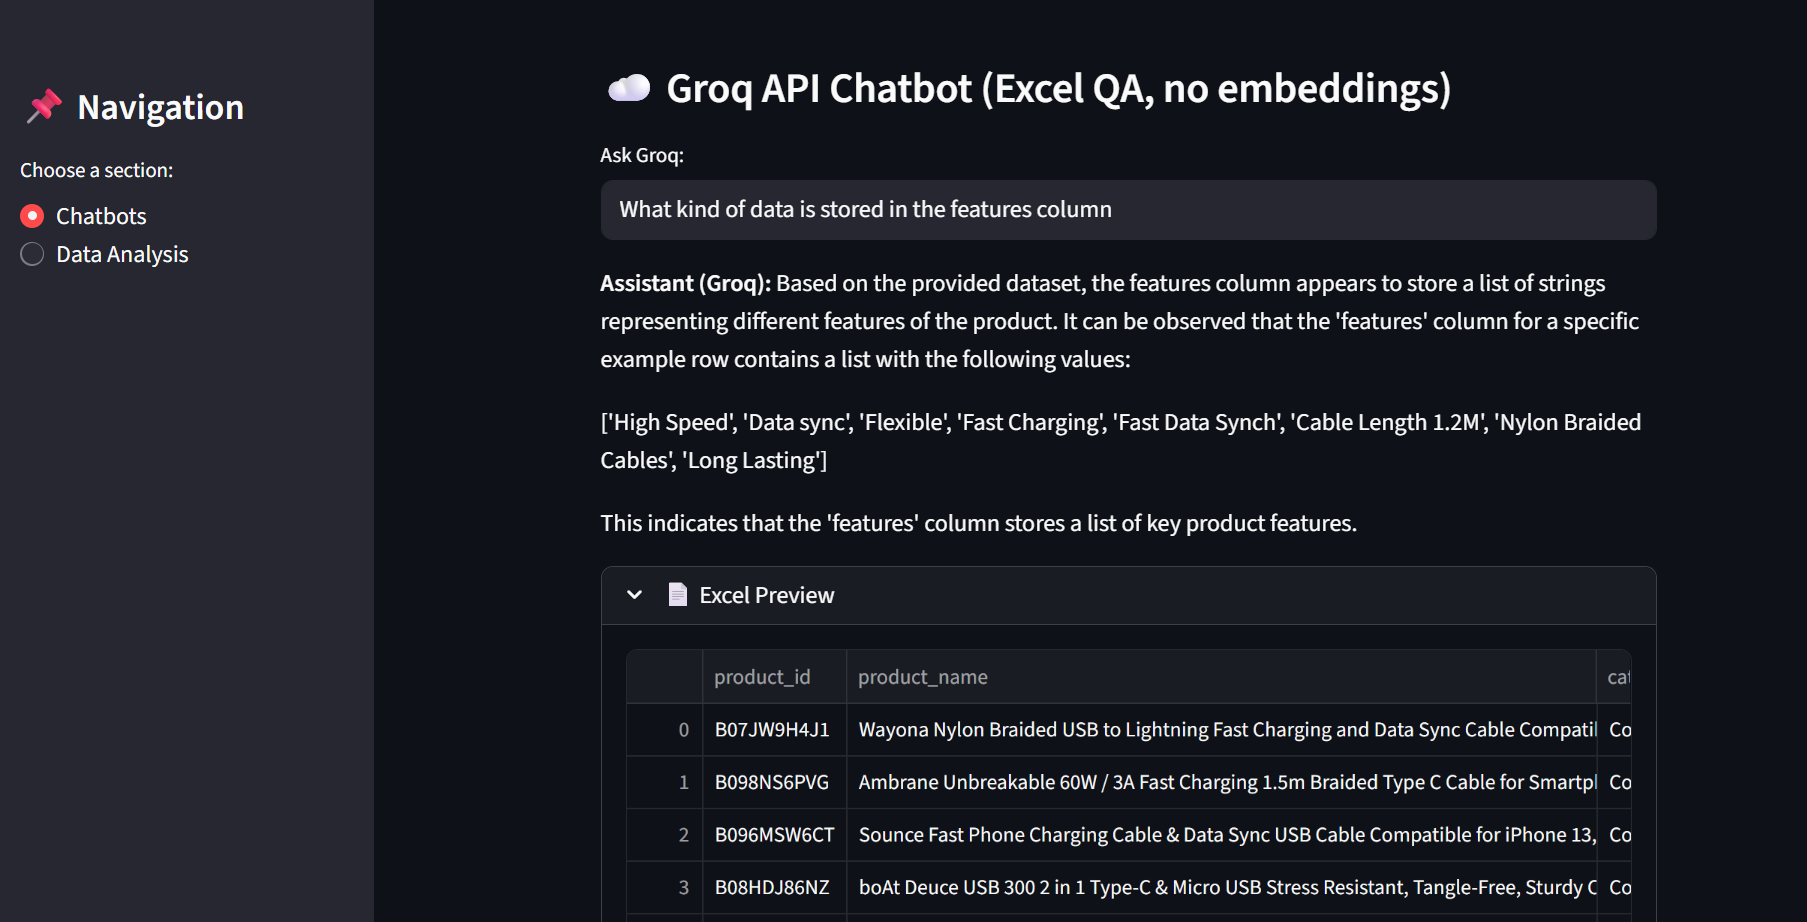 Navigation
Choose a section:
Chatbots
Data Analysis
Groq API Chatbot (Excel QA, no embeddings)
Ask Groq:
What kind of data is stored in the features column
Assistant (Groq): Based on the provided dataset, the features column appears to store a list of strings
representing different features of the product. It can be observed that the 'features' column for a specific
example row contains a list with the following values:
['High Speed', 'Data sync', 'Flexible', 'Fast Charging', 'Fast Data Synch', 'Cable Length 1.2M', 'Nylon Braided
Cables', 'Long Lasting']
This indicates that the 'features' column stores a list of key product features.
Excel Preview
product_id product_name
0 B07JW9H4J1 Wayona Nylon Braided USB to Lightning Fast Charging and Data Sync Cable Compati Co
1 B098NS6PVG Ambrane Unbreakable 60W / 3A Fast Charging 1.5m Braided Type C Cable for Smartp Co
2 B096MSW6CT Sounce Fast Phone Charging Cable & Data Sync USB Cable Compatible for iPhone 13, Co
3 B08HDJ86NZ boAt Deuce USB 300 2 in 1 Type-C & Micro USB Stress Resistant, Tangle-Free, Sturdy Co